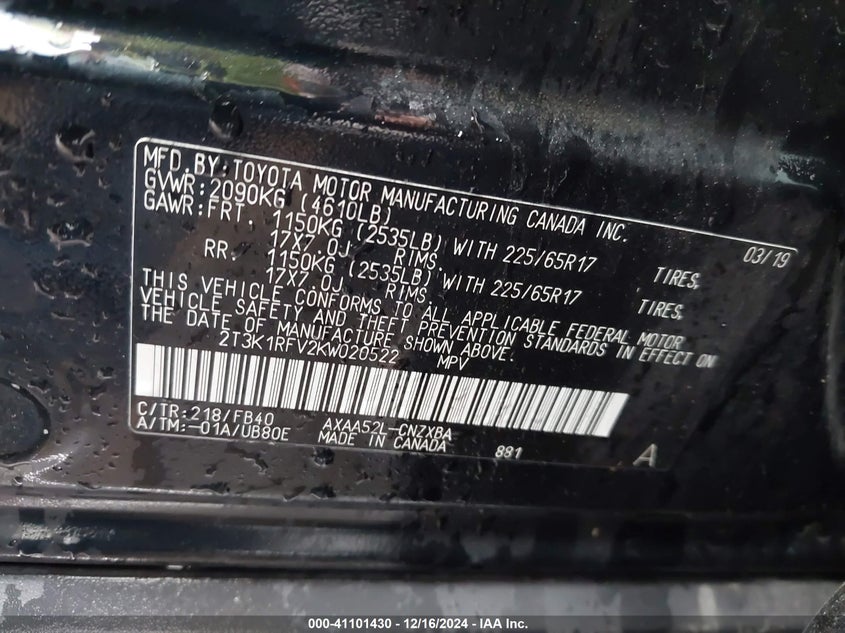 MFD. BY: TOYOTA MOTOR MANUFACTURING CANADA INC. 03/19
GVWR: 2090KG (4610LB)
GAWR: FRT. 1150KG (2535LB) WITH 225/65R17 TIRES,
17X7.0J RIMS,
RR. 1150KG (2535LB) WITH 225/65R17 TIRES,
17X7.0J RIMS,
THIS VEHICLE CONFORMS TO ALL APPLICABLE FEDERAL MOTOR
VEHICLE SAFETY AND THEFT PREVENTION STANDARDS IN EFFECT ON
THE DATE OF MANUFACTURE SHOWN ABOVE.
2T3K1RFV2KW020522 MPV
C/TR: 218/FB40 AXAA52L-CNZXBA
A/TM: -01A/UB80E MADE IN CANADA 881 A
000-41101430 - 12/16/2024 - IAA Inc.